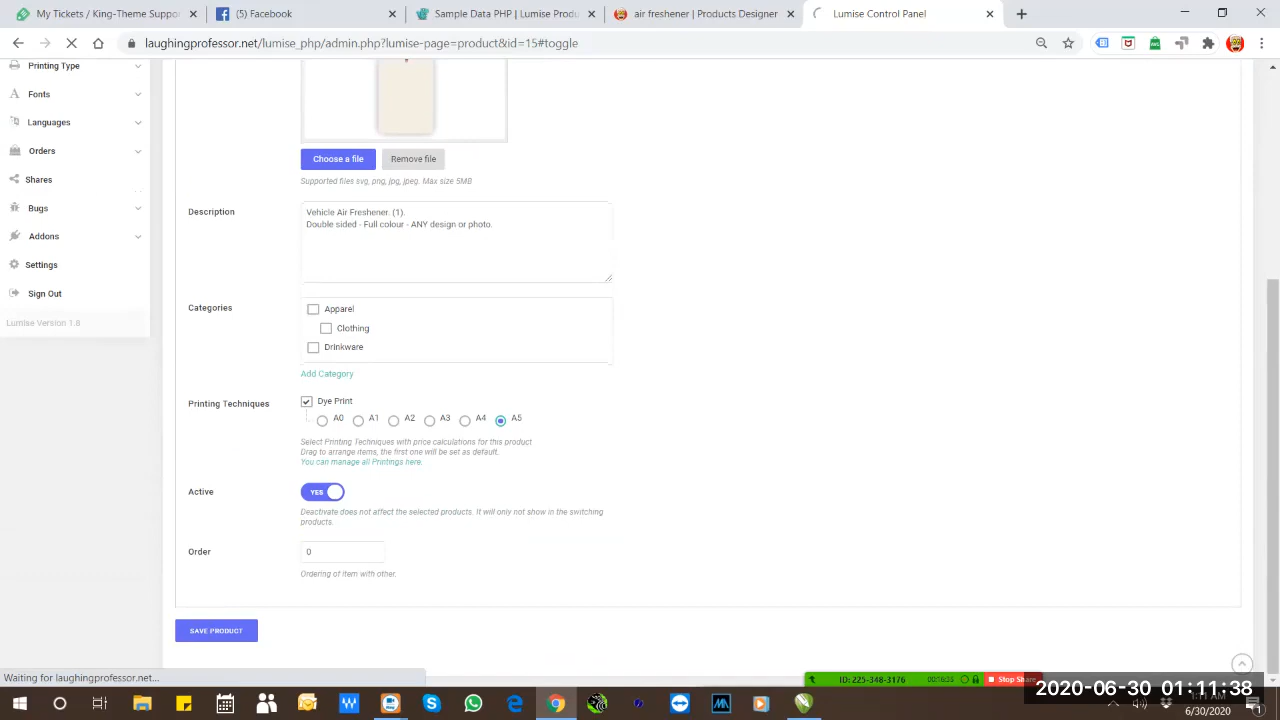 My Tickets / King-Theme Suppo
(5) Facebook
Sample Data PHP | Lumise Produ
air freshener | Products Designer
Lumise Control Panel
laughingprofessor.net/lumise_php/admin.php?lumise-page=product&id=15#toggle
Printing Type
Fonts
Languages
Orders
Shares
Bugs
Addons
Settings
Sign Out
Lumise Version 1.8
Choose a file
Remove file
Supported files svg, png, jpg, jpeg. Max size 5MB
Description
Vehicle Air Freshener. (1).
Double sided - Full colour - ANY design or photo.
Categories
Apparel
Clothing
Drinkware
Add Category
Printing Techniques
Dye Print
A0 A1 A2 A3 A4 A5
Select Printing Techniques with price calculations for this product
Drag to arrange items, the first one will be set as default.
You can manage all Printings here.
Active
YES
Deactivate does not affect the selected products. It will only not show in the switching
products.
Order
0
Ordering of item with other.
SAVE PRODUCT
Waiting for laughingprofessor.net...
ID: 225-348-3176
Stop Share
2020-06-30 01:11:38
1:11 AM
6/30/2020